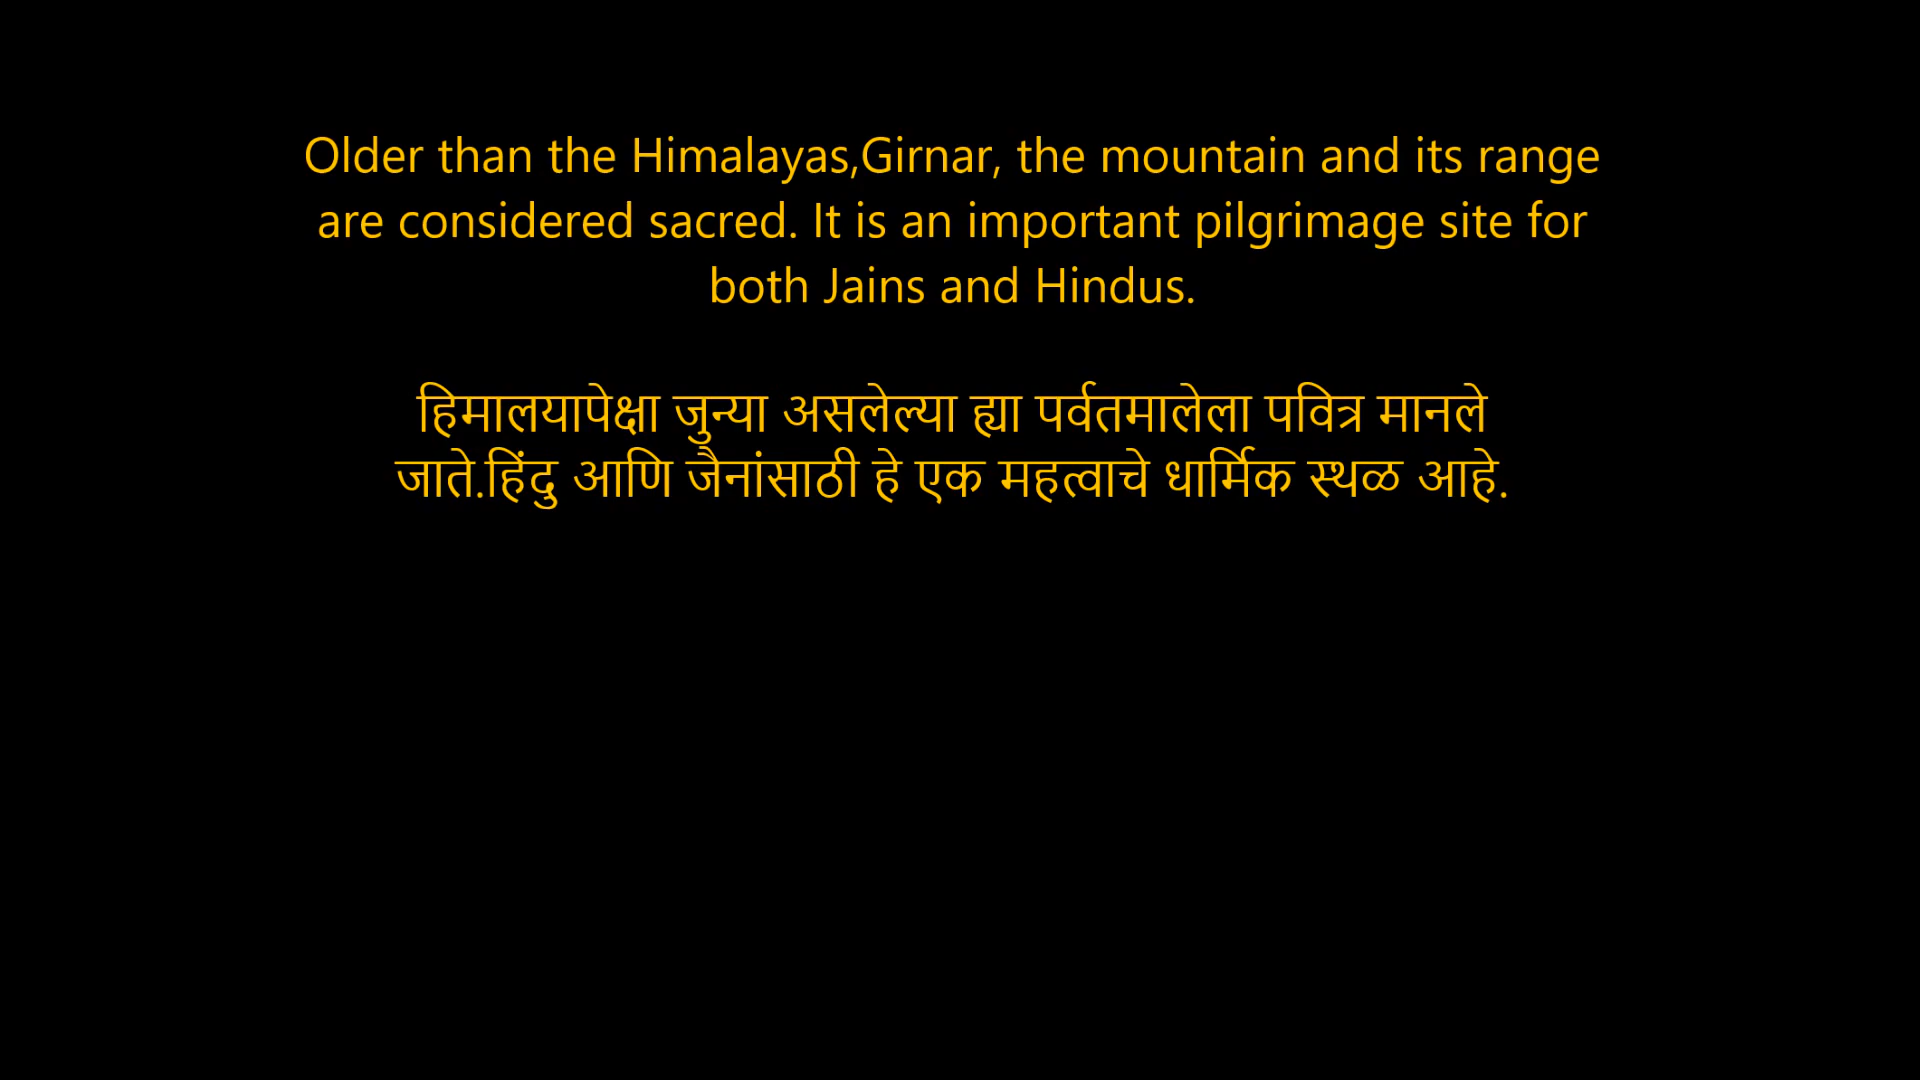 Older than the Himalayas,Girnar, the mountain and its range
are considered sacred. It is an important pilgrimage site for
both Jains and Hindus.
हिमालयापेक्षा जुन्या असलेल्या ह्या पर्वतमालेला पवित्र मानले
जाते.हिंदु आणि जैनांसाठी हे एक महत्वाचे धार्मिक स्थळ आहे.